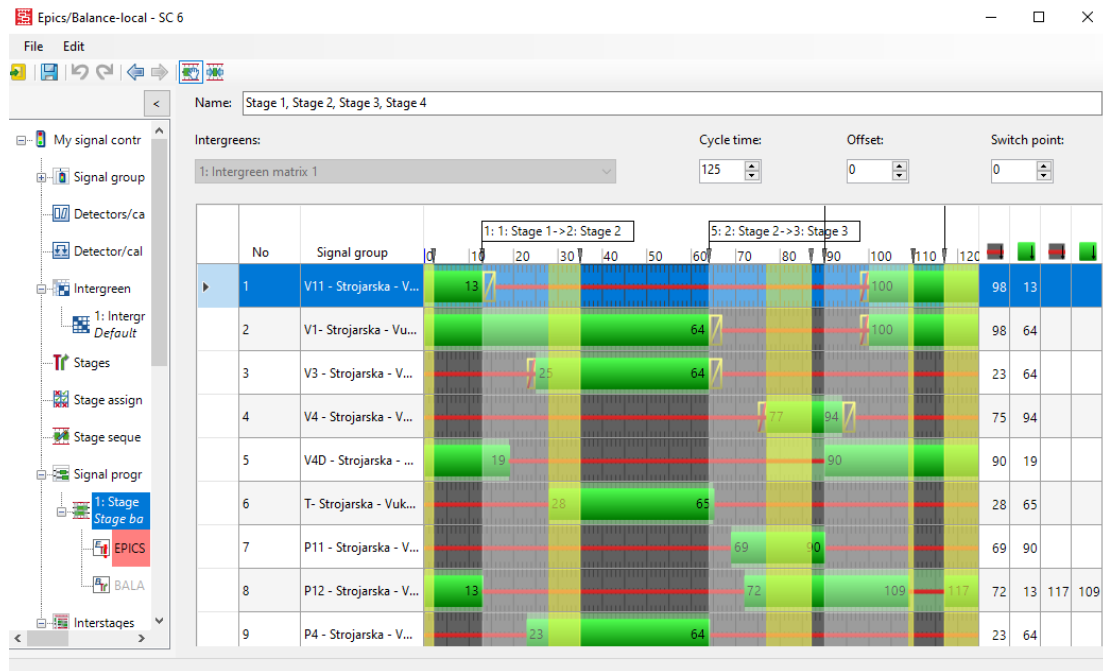 Epics/Balance-local - SC 6
File Edit
Name: Stage 1, Stage 2, Stage 3, Stage 4
Intergreens: Cycle time: Offset: Switch point:
1: Intergreen matrix 1 125 0 0
My signal contr
Signal group
Detectors/ca
Detector/cal
Intergreen
1: Intergr
Default
Stages
Stage assign
Stage seque
Signal progr
1: Stage
Stage ba
EPICS
BALA
Interstages
1: 1: Stage 1->2: Stage 2 5: 2: Stage 2->3: Stage 3
No Signal group 0 10 20 30 40 50 60 70 80 90 100 110 120
1 V11 - Strojarska - V... 13 100 98 13
2 V1- Strojarska - Vu... 64 100 98 64
3 V3 - Strojarska - V... 25 64 23 64
4 V4 - Strojarska - V... 77 94 75 94
5 V4D - Strojarska - ... 19 90 90 19
6 T- Strojarska - Vuk... 28 65 28 65
7 P11 - Strojarska - V... 69 90 69 90
8 P12 - Strojarska - V... 13 72 109 117 72 13 117 109
9 P4 - Strojarska - V... 23 64 23 64